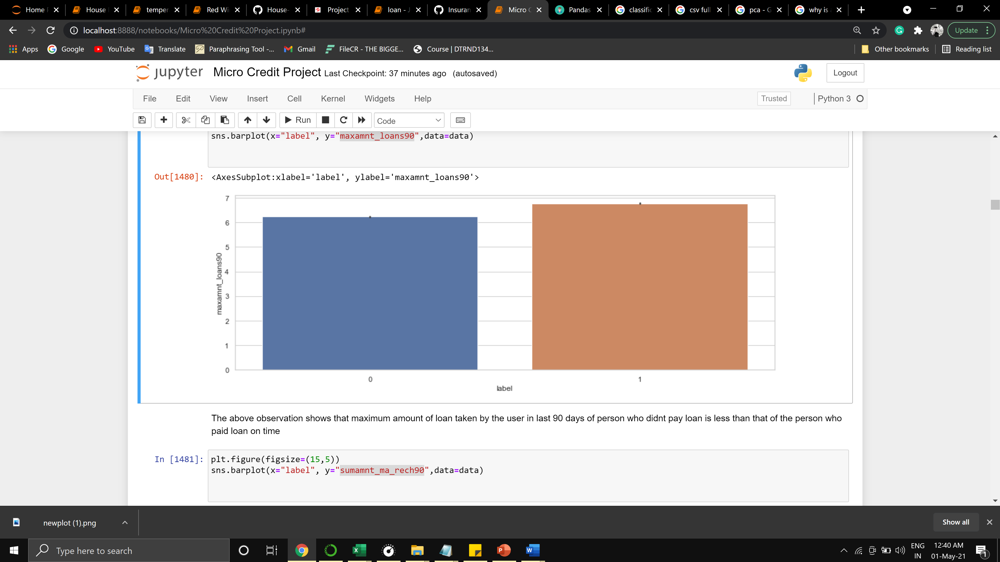 Home P House temper Red Wi House- Project loan - J Insuran Micro C Pandas classific csv full pca - G why is
localhost:8888/notebooks/Micro%20Credit%20Project.ipynb# Update
Apps Google YouTube Translate Paraphrasing Tool -... Gmail FileCR - THE BIGGE... Course | DTRND134... Other bookmarks Reading list
jupyter Micro Credit Project Last Checkpoint: 37 minutes ago (autosaved) Logout
File Edit View Insert Cell Kernel Widgets Help Trusted Python 3
Run Code
sns.barplot(x="label", y="maxamnt_loans90",data=data)
Out[1480]: <AxesSubplot:xlabel='label', ylabel='maxamnt_loans90'>
7
6
5
4
3
2
1
0
maxamnt_loans90
0 1
label
The above observation shows that maximum amount of loan taken by the user in last 90 days of person who didnt pay loan is less than that of the person who
paid loan on time
In [1481]: plt.figure(figsize=(15,5))
sns.barplot(x="label", y="sumamnt_ma_rech90",data=data)
newplot (1).png Show all
Type here to search
ENG 12:40 AM
IN 01-May-21 1